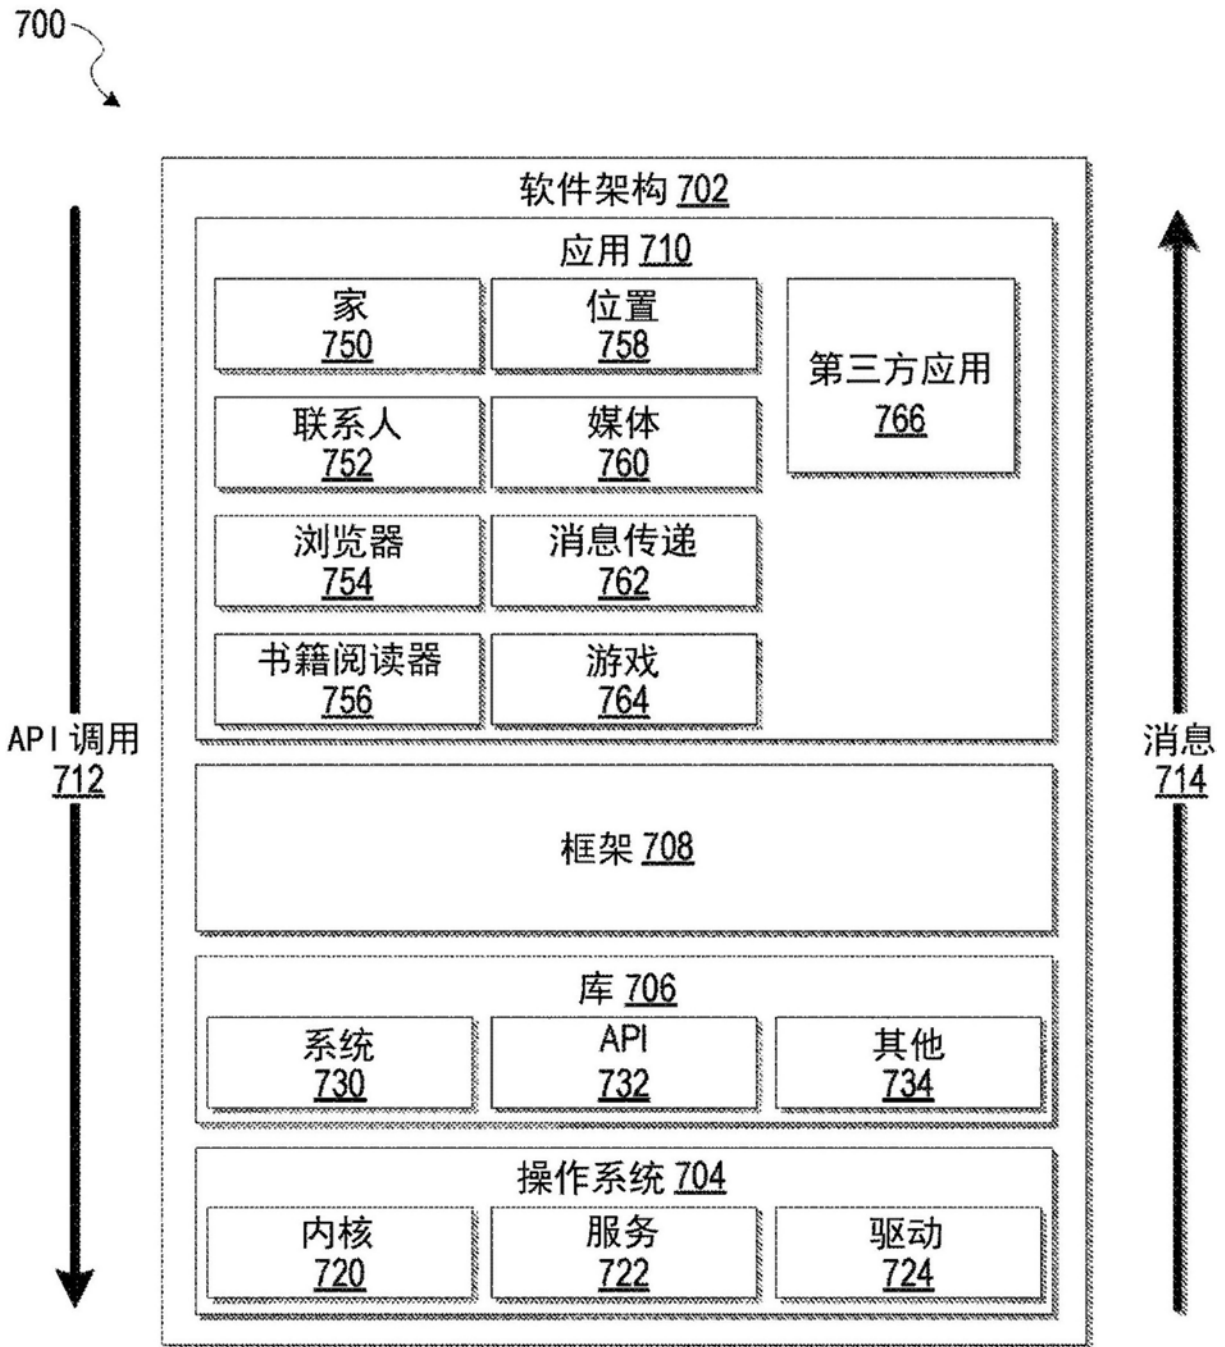 700
软件架构 702
应用 710
家
750
位置
758
第三方应用
766
联系人
752
媒体
760
浏览器
754
消息传递
762
书籍阅读器
756
游戏
764
API 调用
712
消息
714
框架 708
库 706
系统
730
API
732
其他
734
操作系统 704
内核
720
服务
722
驱动
724